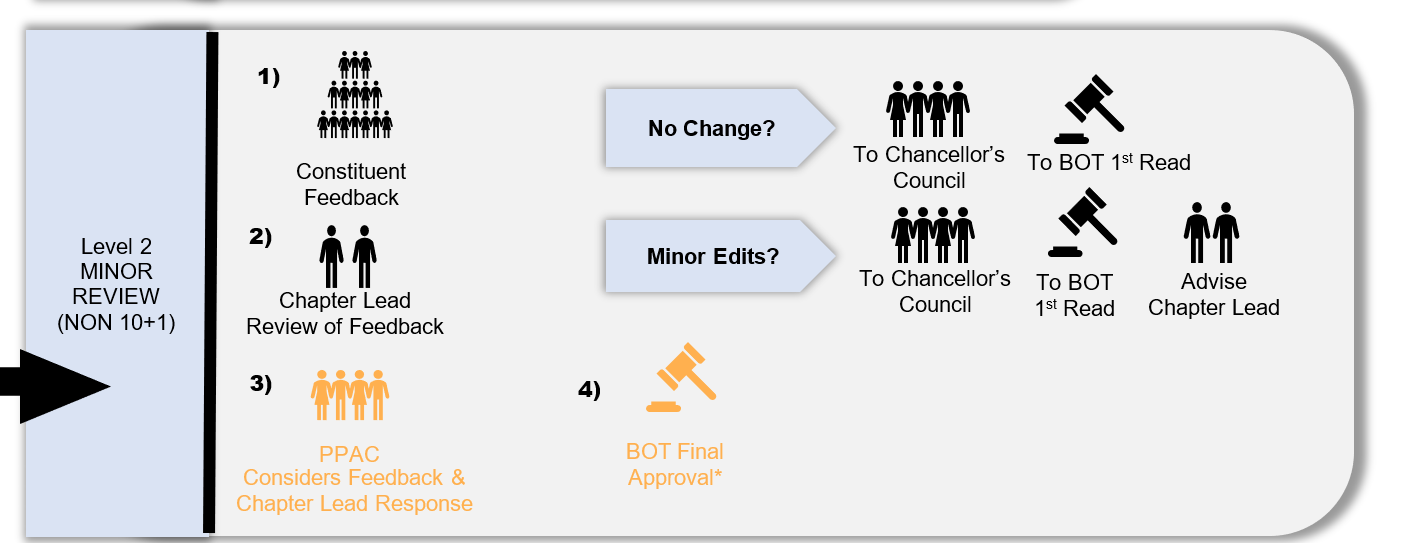 Level 2
MINOR
REVIEW
(NON 10+1)
1)
Constituent
Feedback
2)
Chapter Lead
Review of Feedback
3)
PPAC
Considers Feedback &
Chapter Lead Response
No Change?
To Chancellor's
Council
To BOT 1st Read
Minor Edits?
To Chancellor's
Council
To BOT
1st Read
Advise
Chapter Lead
4)
BOT Final
Approval*